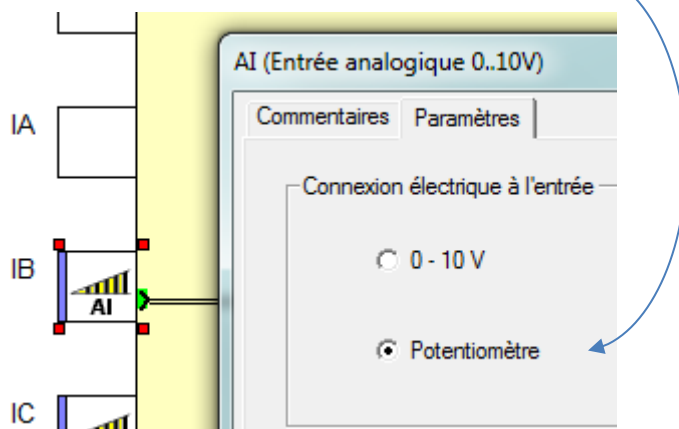 AI (Entrée analogique 0..10V)
Commentaires Paramètres
IA
Connexion électrique à l'entrée
IB
AI
0 - 10 V
Potentiomètre
IC